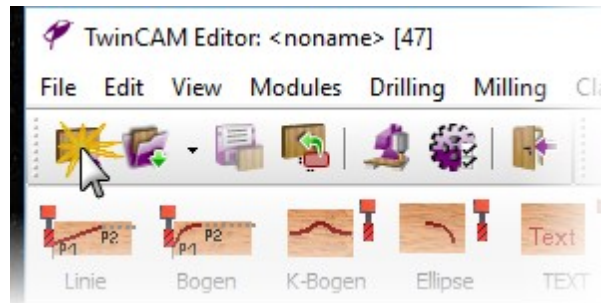 TwinCAM Editor: <noname> [47]
File Edit View Modules Drilling Milling Cla
P1 P2 P1 P2 Text
Linie Bogen K-Bogen Ellipse TEXT